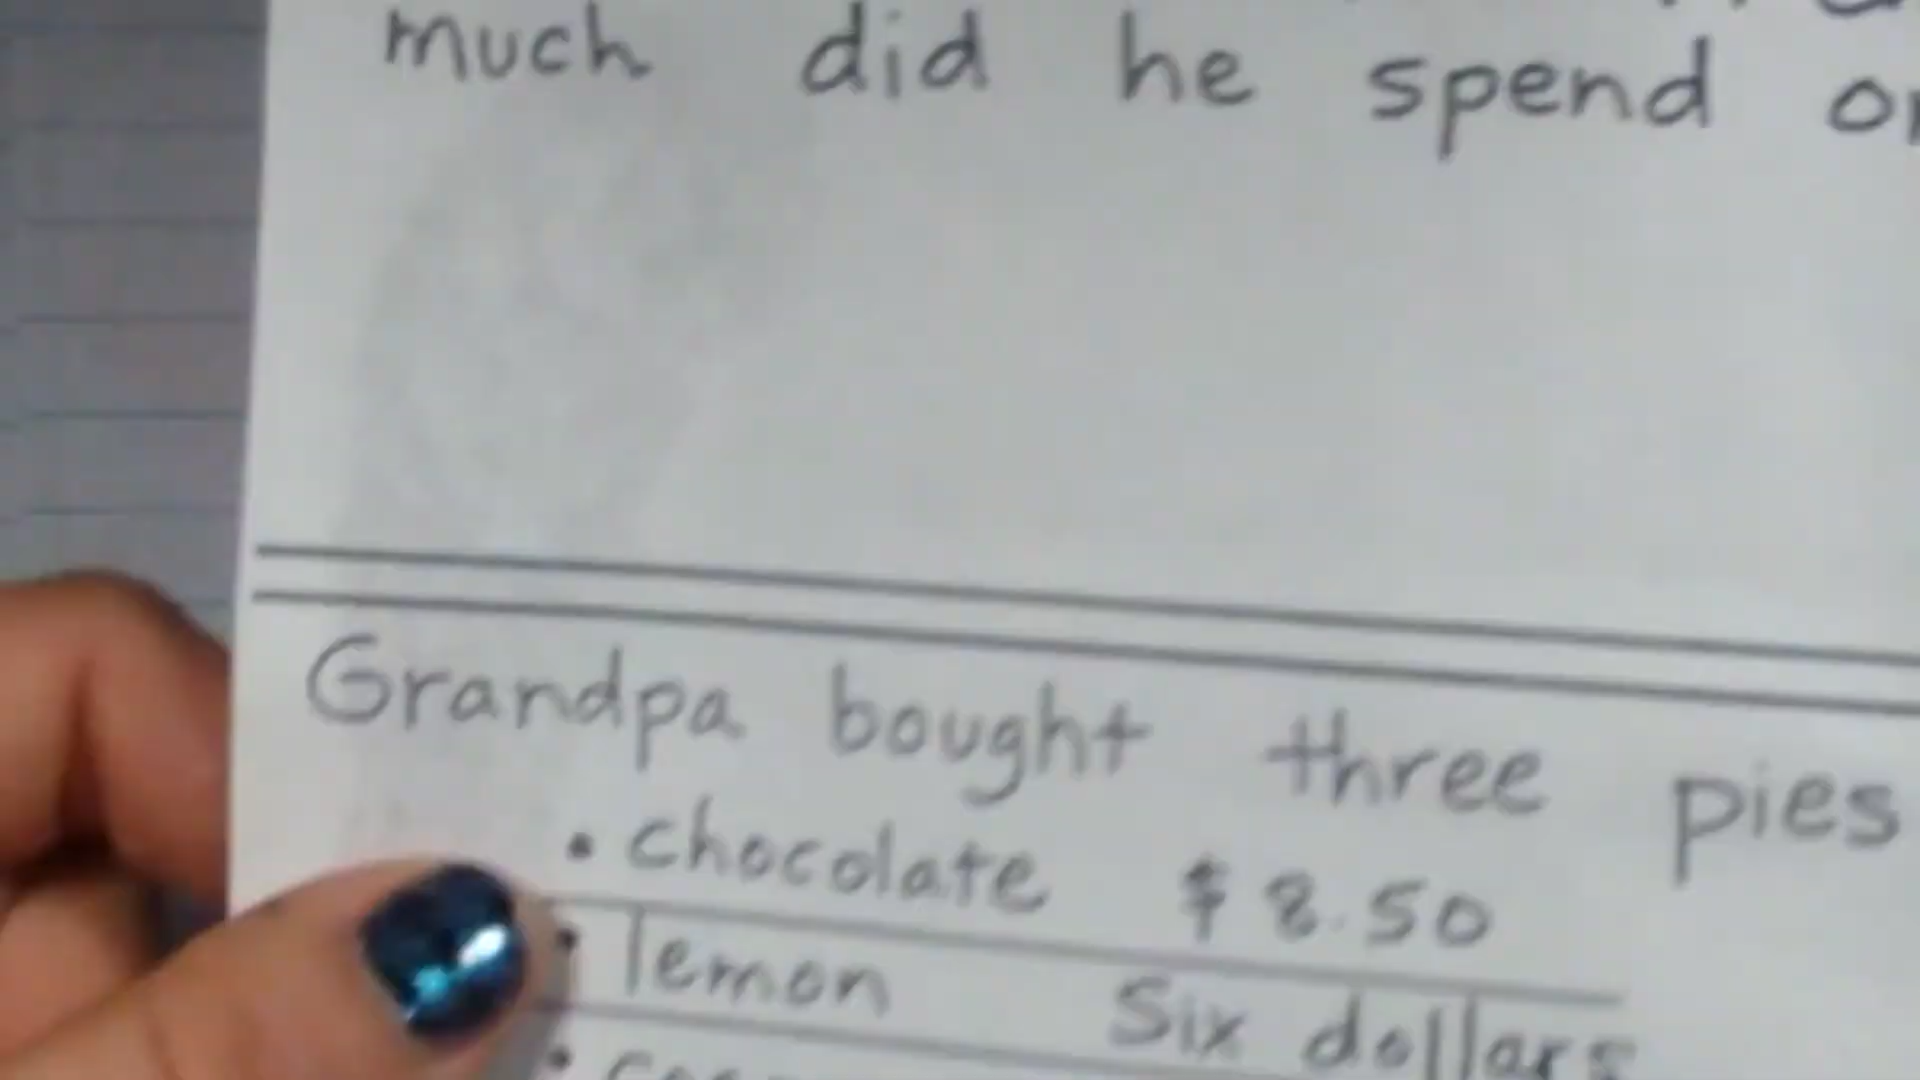 much did he spend
Grandpa bought three pies
• chocolate $8.50
• lemon Six dollars